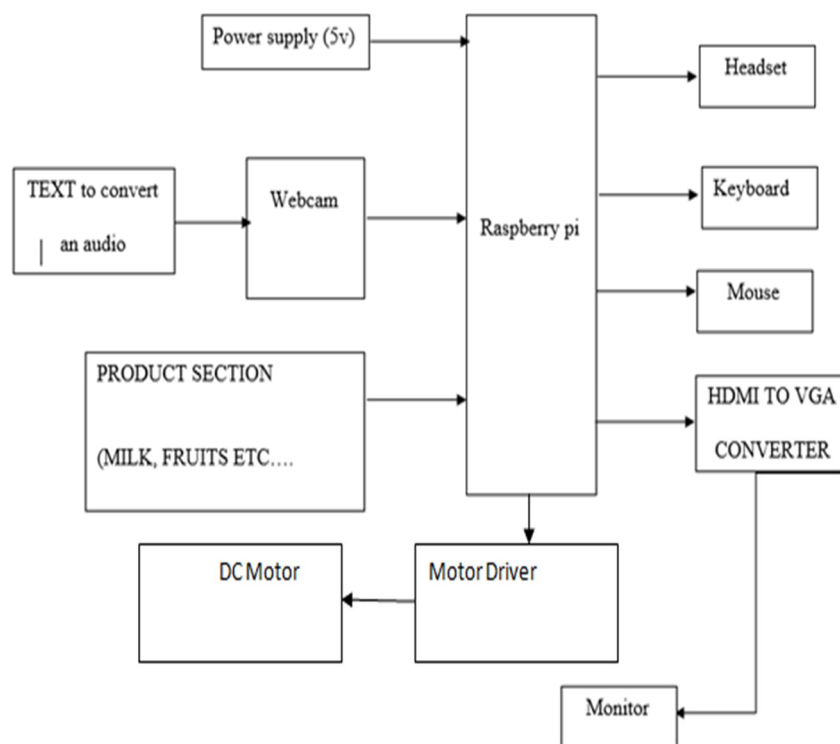 Power supply (5v)
Headset
TEXT to convert
an audio
Webcam
Raspberry pi
Keyboard
Mouse
PRODUCT SECTION
(MILK, FRUITS ETC....
HDMI TO VGA
CONVERTER
DC Motor
Motor Driver
Monitor